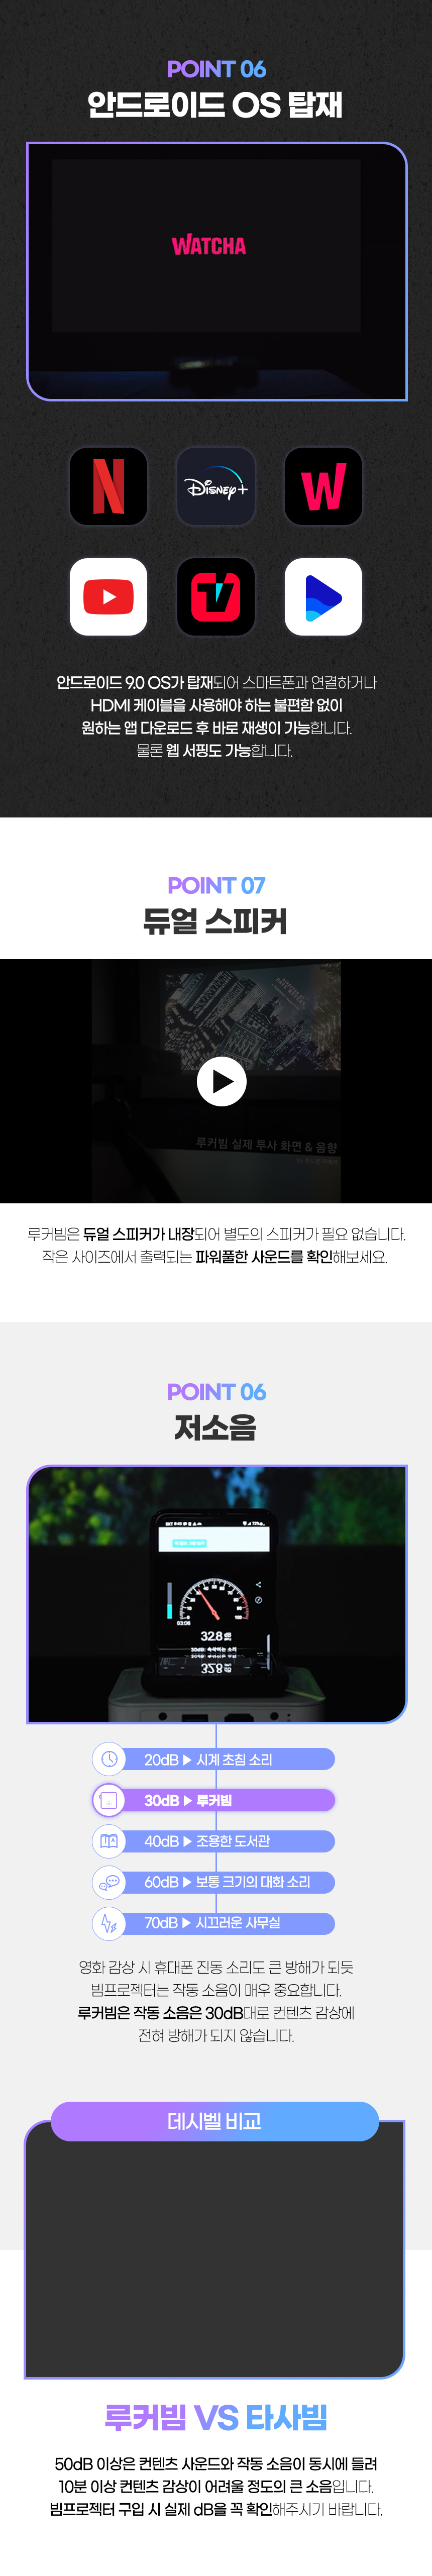 POINT 06
안드로이드 OS 탑재
WATCHA
N
Disney+
W
안드로이드 9.0 OS가 탑재되어 스마트폰과 연결하거나
HDMI 케이블을 사용해야 하는 불편함 없이
원하는 앱 다운로드 후 바로 재생이 가능합니다.
물론 웹 서핑도 가능합니다.
POINT 07
듀얼 스피커
루커빔 실제 투사 화면 & 음향
루커빔은 듀얼 스피커가 내장되어 별도의 스피커가 필요 없습니다.
작은 사이즈에서 출력되는 파워풀한 사운드를 확인해보세요.
POINT 06
저소음
03:06
32.8 dB
20dB ▶ 시계 초침 소리
30dB ▶ 루커빔
40dB ▶ 조용한 도서관
60dB ▶ 보통 크기의 대화 소리
70dB ▶ 시끄러운 사무실
영화 감상 시 휴대폰 진동 소리도 큰 방해가 되듯
빔프로젝터는 작동 소음이 매우 중요합니다.
루커빔은 작동 소음은 30dB대로 컨텐츠 감상에
전혀 방해가 되지 않습니다.
데시벨 비교
루커빔 VS 타사빔
50dB 이상은 컨텐츠 사운드와 작동 소음이 동시에 들려
10분 이상 컨텐츠 감상이 어려울 정도의 큰 소음입니다.
빔프로젝터 구입 시 실제 dB을 꼭 확인해주시기 바랍니다.